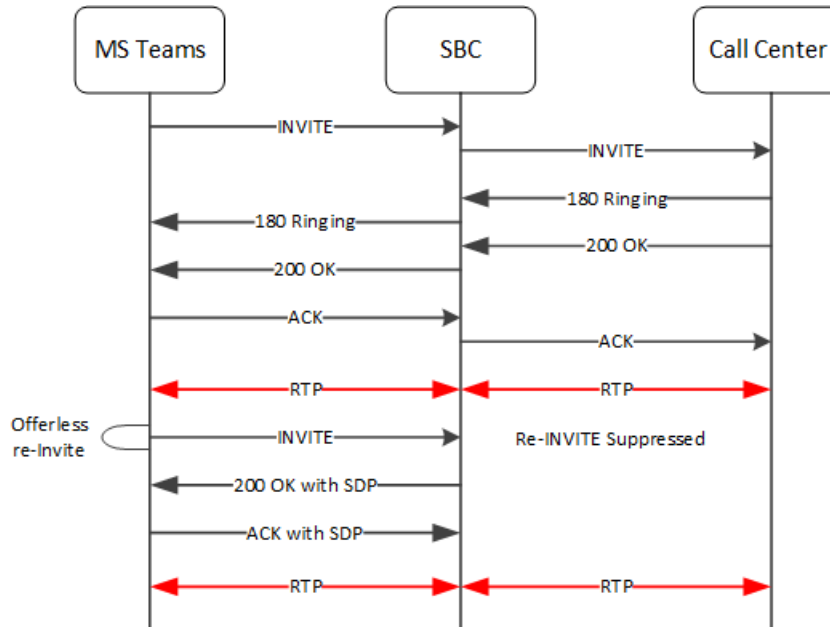 MS Teams
SBC
Call Center
INVITE
INVITE
180 Ringing
180 Ringing
200 OK
200 OK
ACK
ACK
RTP
RTP
Offerless
re-Invite
INVITE
Re-INVITE Suppressed
200 OK with SDP
ACK with SDP
RTP
RTP